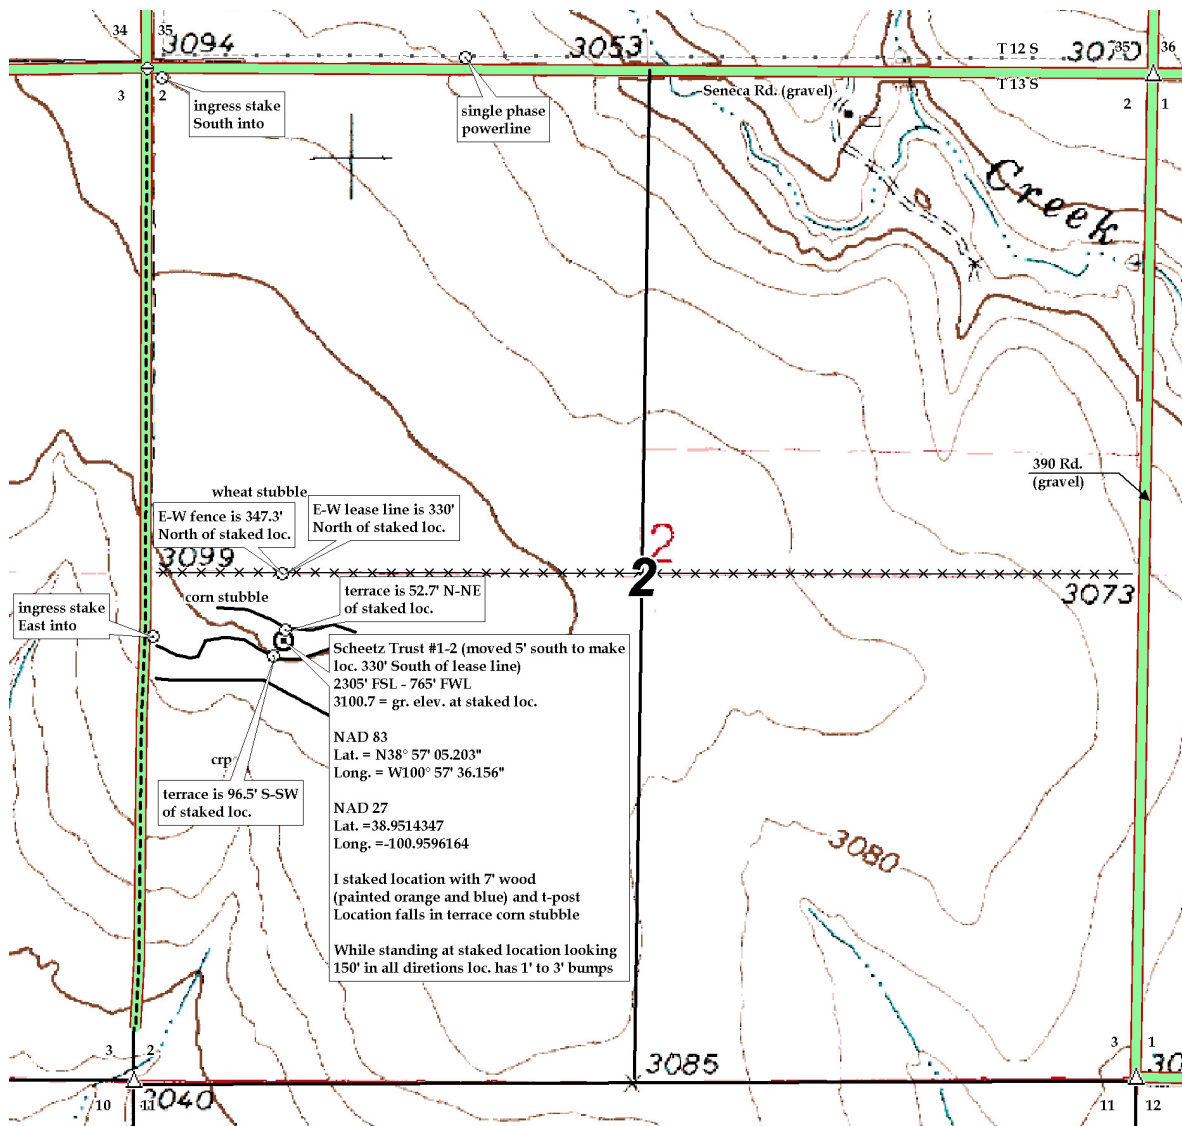 34
35
3094
3053
T 12 S
3070
35
36
3
2
T 13 S
2
1
ingress stake
South into
single phase
powerline
Seneca Rd. (gravel)
Creek
390 Rd.
(gravel)
wheat stubble
E-W fence is 347.3'
North of staked loc.
E-W lease line is 330'
North of staked loc.
2
2
3099
3073
corn stubble
terrace is 52.7' N-NE
of staked loc.
ingress stake
East into
Scheetz Trust #1-2 (moved 5' south to make
loc. 330' South of lease line)
2305' FSL - 765' FWL
3100.7 = gr. elev. at staked loc.
NAD 83
Lat. = N38° 57' 05.203"
Long. = W100° 57' 36.156"
NAD 27
Lat. =38.9514347
Long. =-100.9596164
I staked location with 7' wood
(painted orange and blue) and t-post
Location falls in terrace corn stubble
While standing at staked location looking
150' in all diretions loc. has 1' to 3' bumps
crp
terrace is 96.5' S-SW
of staked loc.
3080
3
2
3085
3
1
30
10
11
3040
11
12